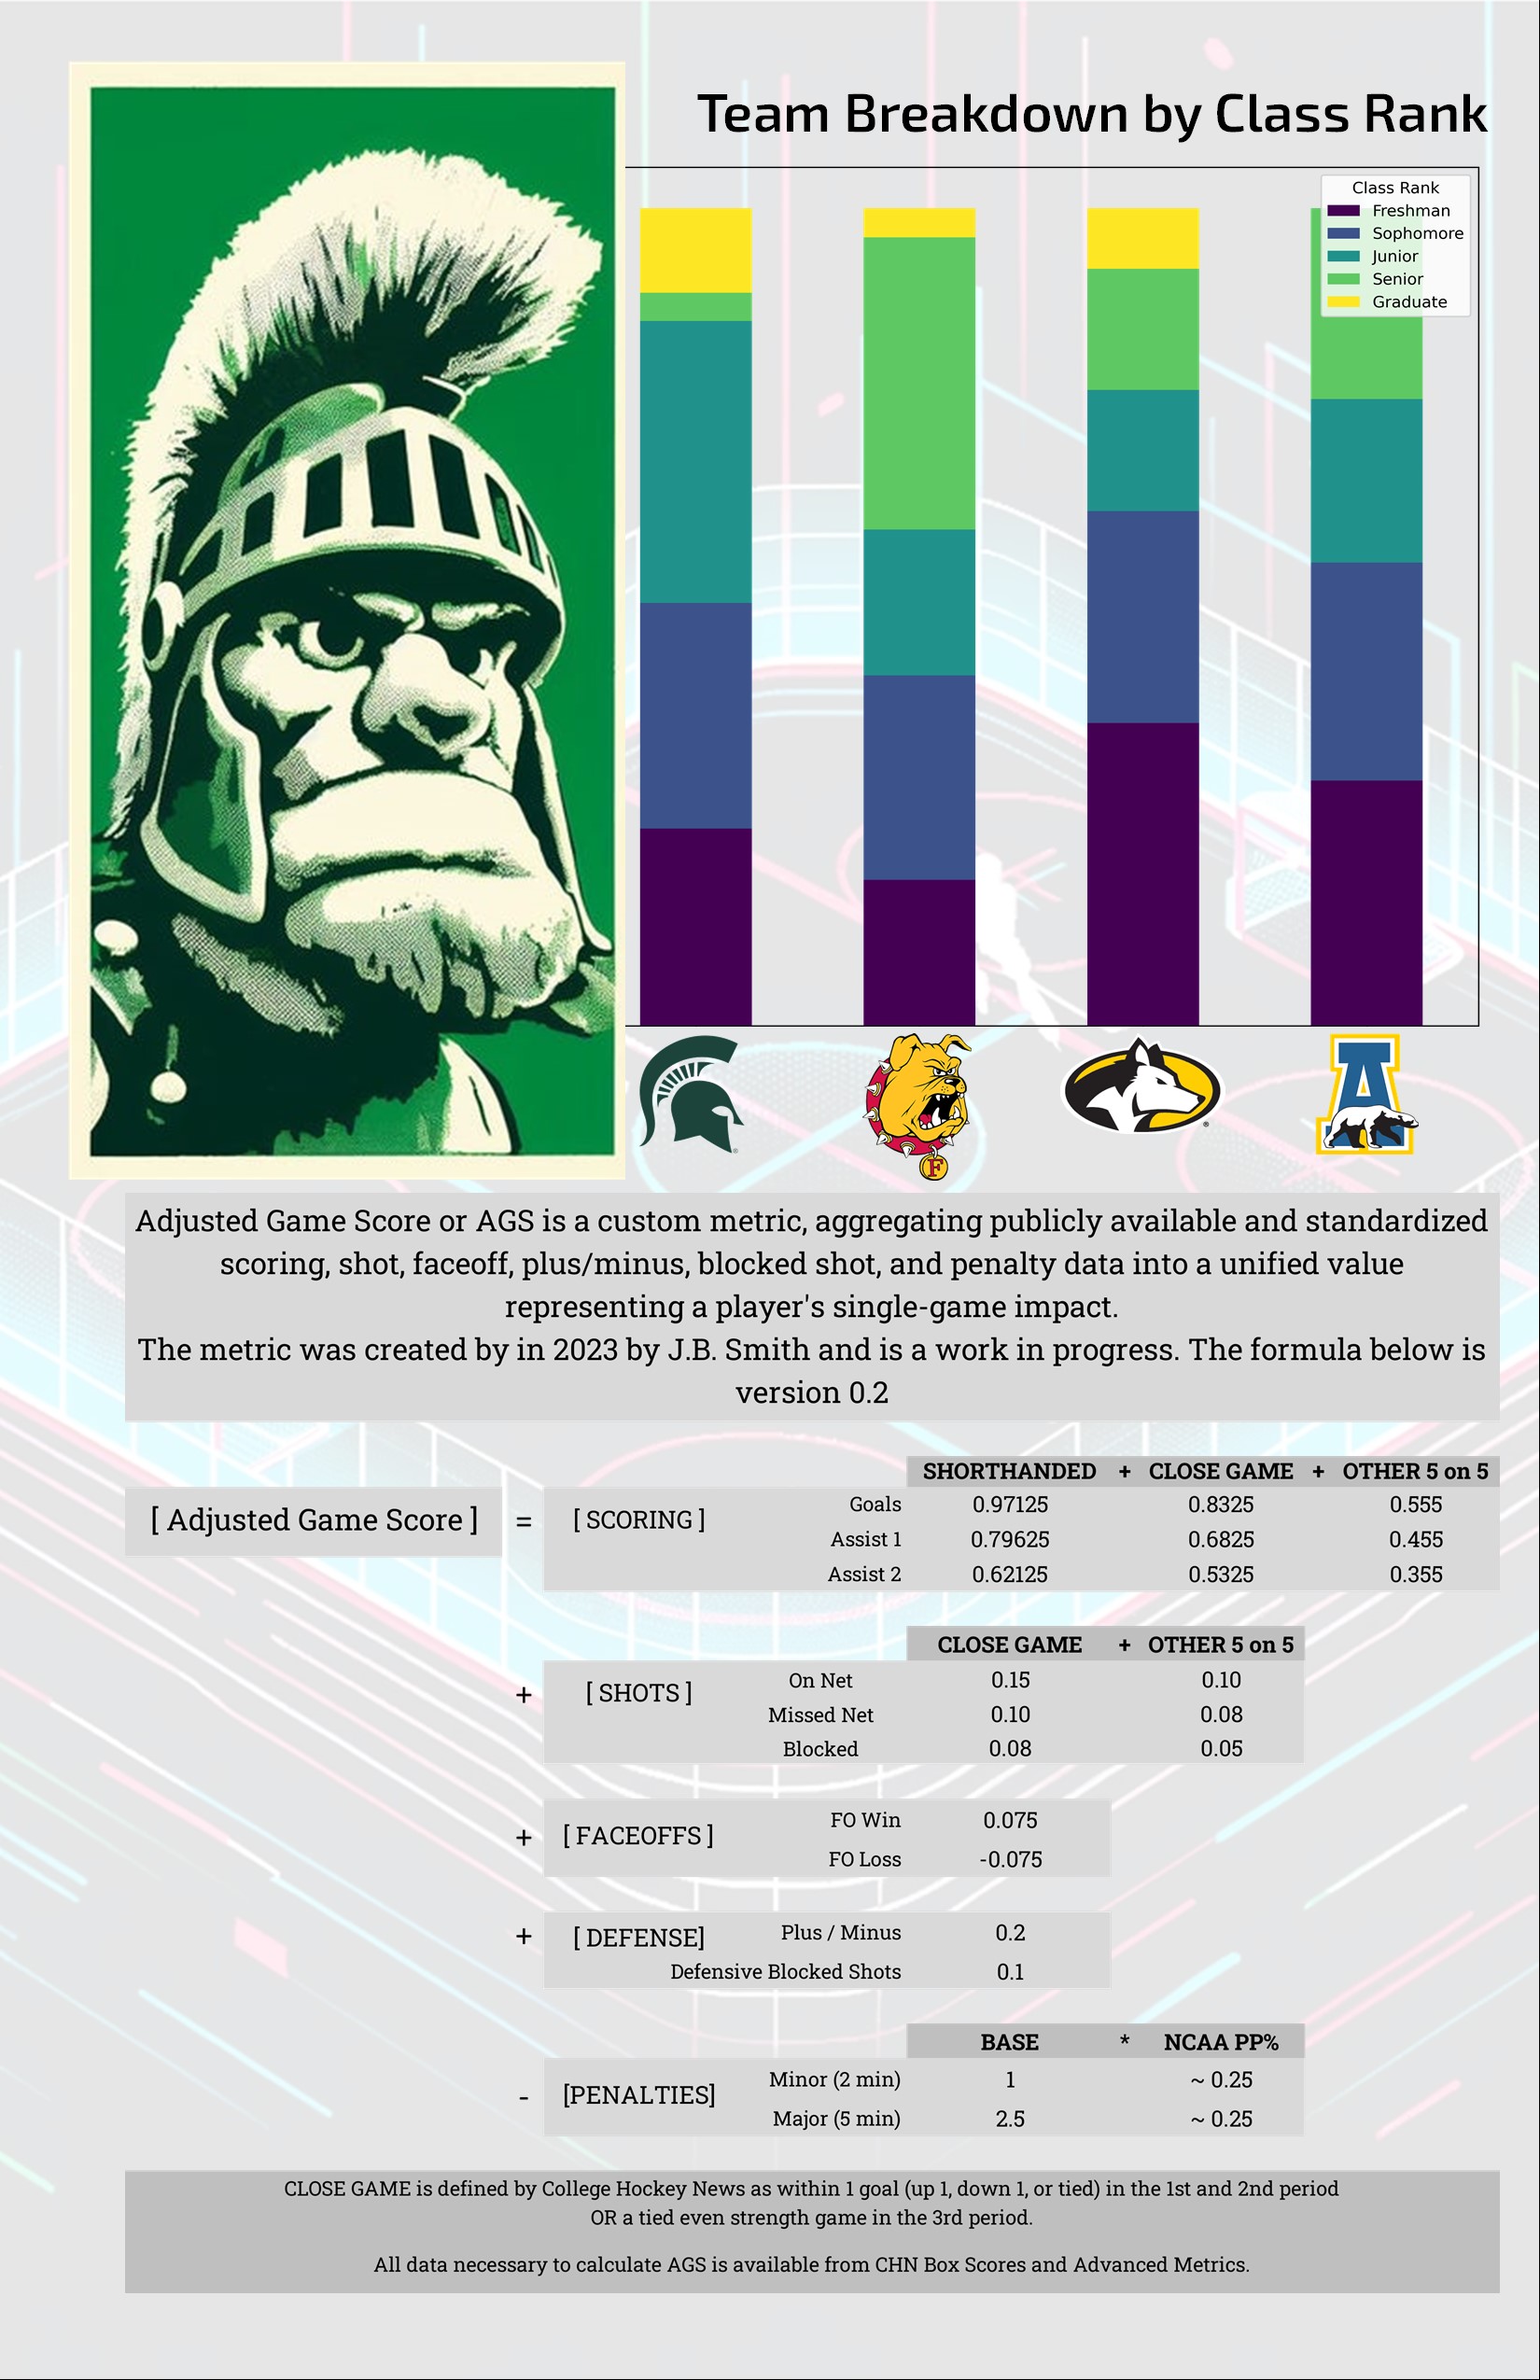 Team Breakdown by Class Rank
Class Rank
Freshman
Sophomore
Junior
Senior
Graduate
F
A
Adjusted Game Score or AGS is a custom metric, aggregating publicly available and standardized
scoring, shot, faceoff, plus/minus, blocked shot, and penalty data into a unified value
representing a player's single-game impact.
The metric was created by in 2023 by J.B. Smith and is a work in progress. The formula below is
version 0.2
SHORTHANDED + CLOSE GAME + OTHER 5 on 5
[ Adjusted Game Score ] = [ SCORING ] Goals 0.97125 0.8325 0.555
Assist 1 0.79625 0.6825 0.455
Assist 2 0.62125 0.5325 0.355
CLOSE GAME + OTHER 5 on 5
+ [ SHOTS ] On Net 0.15 0.10
Missed Net 0.10 0.08
Blocked 0.08 0.05
+ [ FACEOFFS ] FO Win 0.075
FO Loss -0.075
+ [ DEFENSE] Plus / Minus 0.2
Defensive Blocked Shots 0.1
BASE * NCAA PP%
- [PENALTIES] Minor (2 min) 1 ~ 0.25
Major (5 min) 2.5 ~ 0.25
CLOSE GAME is defined by College Hockey News as within 1 goal (up 1, down 1, or tied) in the 1st and 2nd period
OR a tied even strength game in the 3rd period.
All data necessary to calculate AGS is available from CHN Box Scores and Advanced Metrics.